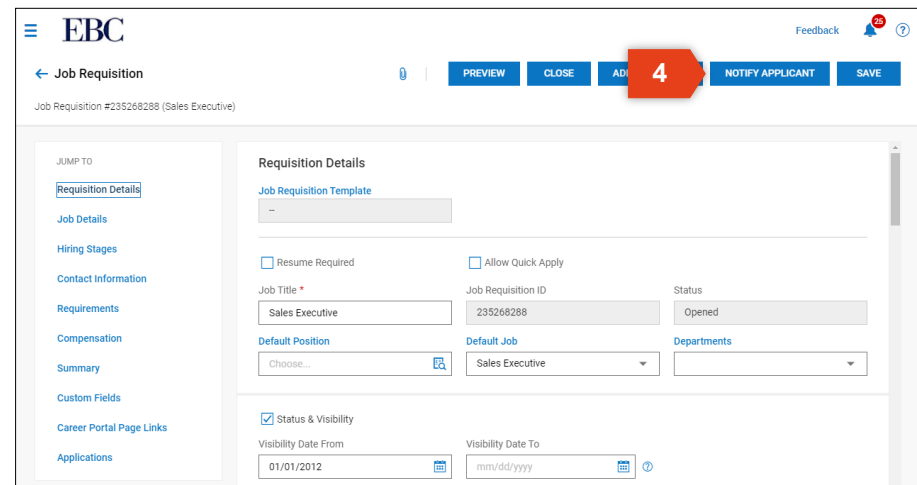 EBC
Feedback
25
Job Requisition
PREVIEW
CLOSE
4
NOTIFY APPLICANT
SAVE
Job Requisition #235268288 (Sales Executive)
JUMP TO
Requisition Details
Job Details
Hiring Stages
Contact Information
Requirements
Compensation
Summary
Custom Fields
Career Portal Page Links
Applications
Requisition Details
Job Requisition Template
--
Resume Required
Allow Quick Apply
Job Title *
Job Requisition ID
Status
Sales Executive
235268288
Opened
Default Position
Default Job
Departments
Choose...
Sales Executive
Status & Visibility
Visibility Date From
Visibility Date To
01/01/2012
mm/dd/yyyy